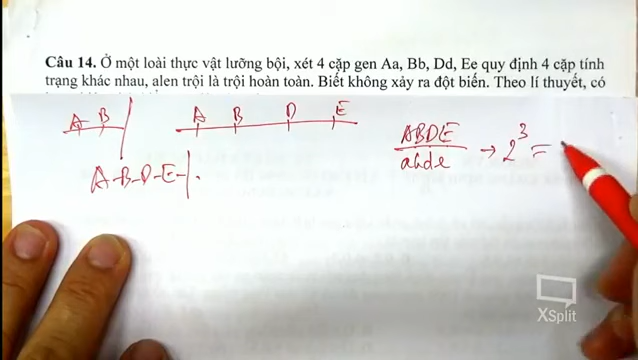 Câu 14. Ở một loài thực vật lưỡng bội, xét 4 cặp gen Aa, Bb, Dd, Ee quy định 4 cặp tính
trạng khác nhau, alen trội là trội hoàn toàn. Biết không xảy ra đột biến. Theo lí thuyết, có
A B
A B D E
ABDE
abde
→ 2³ =
A-B-D-E-
XSplit